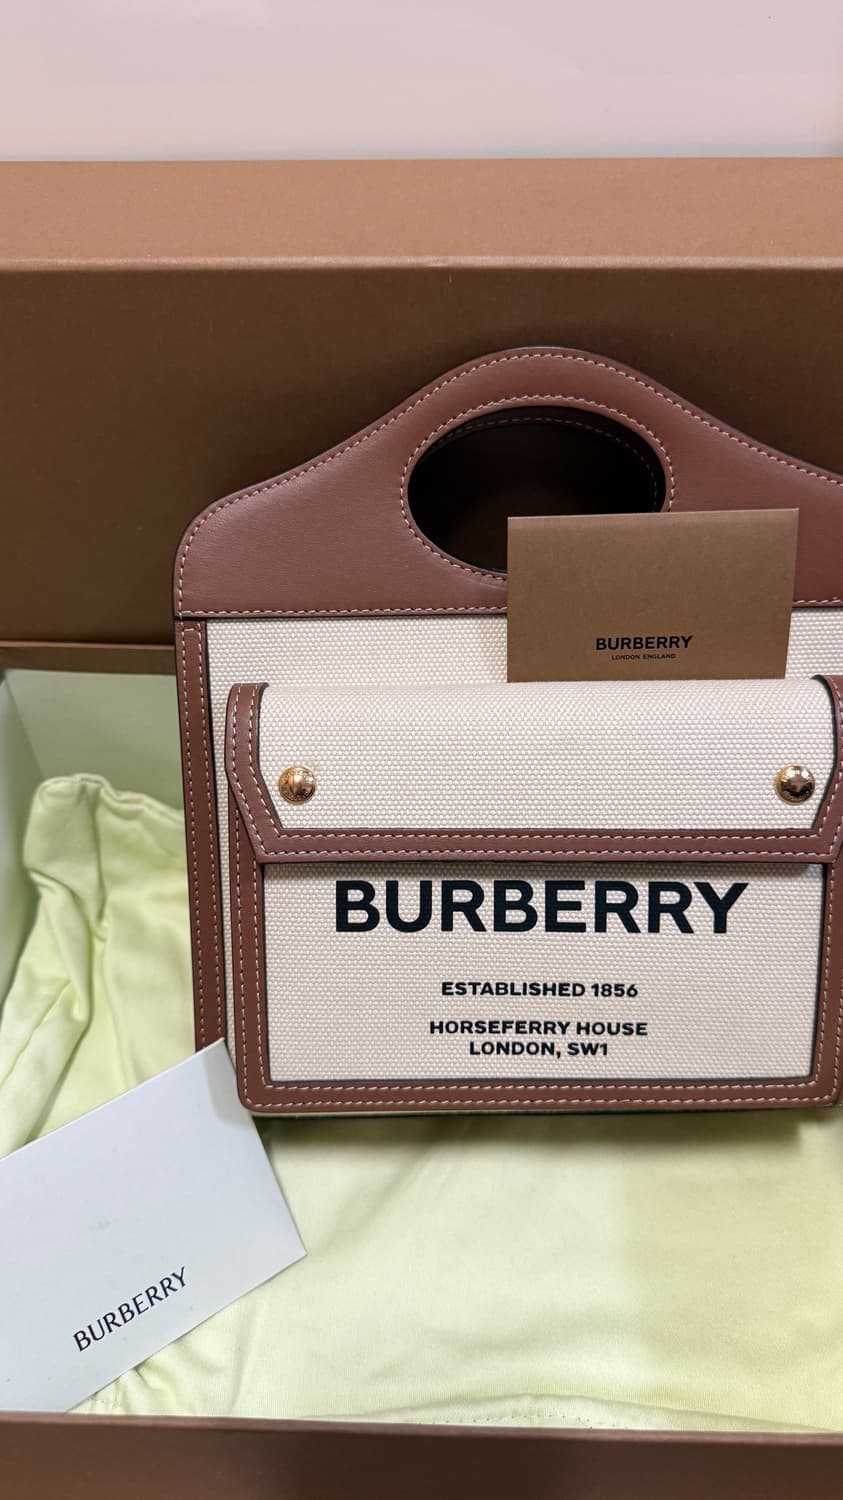 BURBERRY
LONDON ENGLAND
BURBERRY
ESTABLISHED 1856
HORSEFERRY HOUSE
LONDON, SW1
BURBERRY